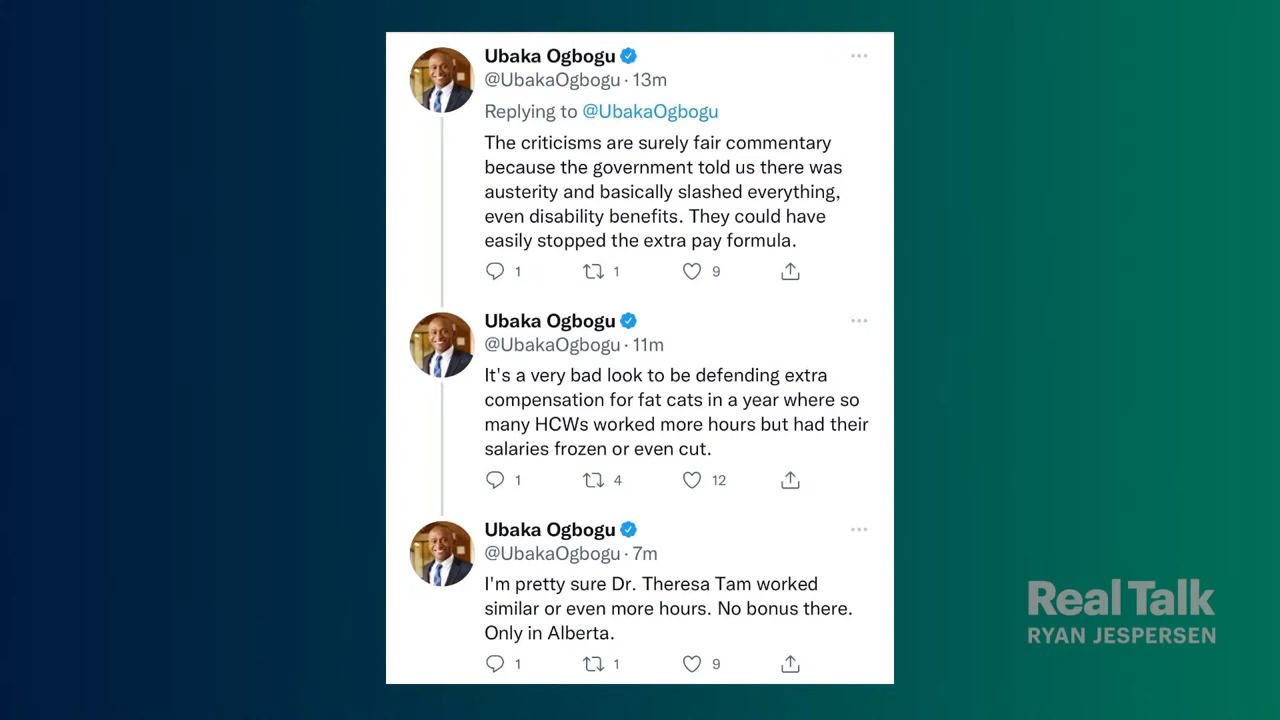 Ubaka Ogbogu
@UbakaOgbogu · 13m
Replying to @UbakaOgbogu
The criticisms are surely fair commentary
because the government told us there was
austerity and basically slashed everything,
even disability benefits. They could have
easily stopped the extra pay formula.
1 1 9
Ubaka Ogbogu
@UbakaOgbogu · 11m
It's a very bad look to be defending extra
compensation for fat cats in a year where so
many HCWs worked more hours but had their
salaries frozen or even cut.
1 4 12
Ubaka Ogbogu
@UbakaOgbogu · 7m
I'm pretty sure Dr. Theresa Tam worked
similar or even more hours. No bonus there.
Only in Alberta.
1 1 9
Real Talk
RYAN JESPERSEN